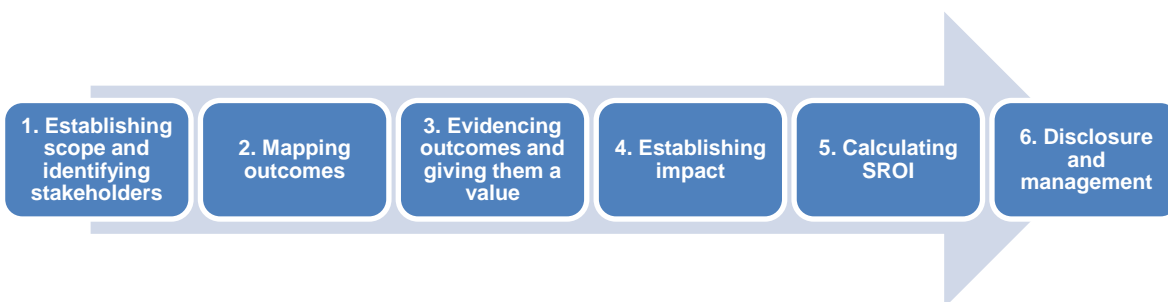 1. Establishing
scope and
identifying
stakeholders
2. Mapping
outcomes
3. Evidencing
outcomes and
giving them a
value
4. Establishing
impact
5. Calculating
SROI
6. Disclosure
and
management